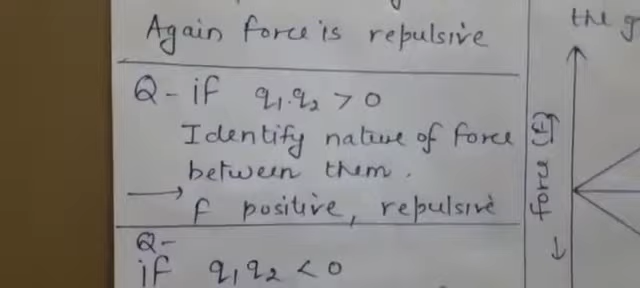 Again force is repulsive
Q- if q₁.q₂ > 0
Identify nature of force
between them.
→ F positive, repulsive
Q-
if q₁q₂ < 0
the
force (F)